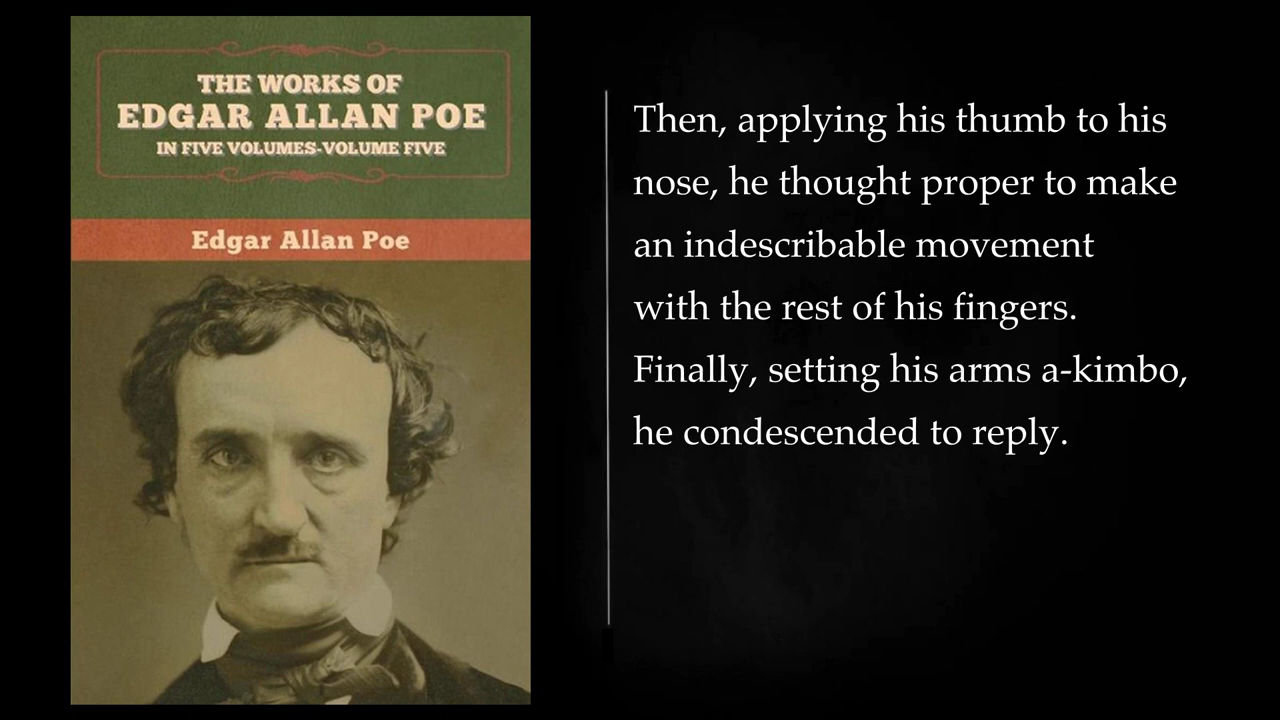 THE WORKS OF
EDGAR ALLAN POE
IN FIVE VOLUMES-VOLUME FIVE
Edgar Allan Poe
Then, applying his thumb to his
nose, he thought proper to make
an indescribable movement
with the rest of his fingers.
Finally, setting his arms a-kimbo,
he condescended to reply.